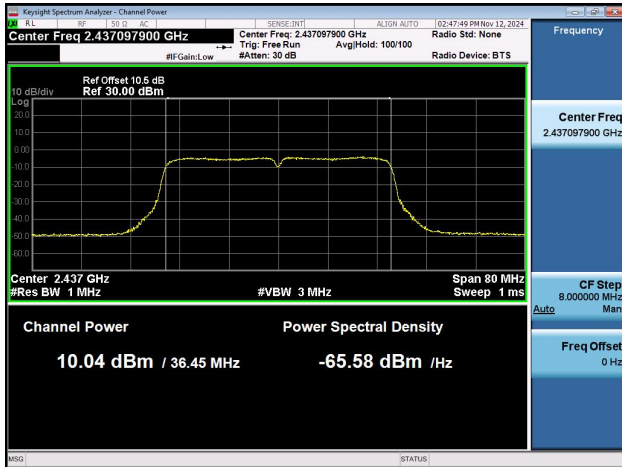 Keysight Spectrum Analyzer - Channel Power
RL RF 50 Ω AC SENSE:INT ALIGN AUTO 02:47:49 PM Nov 12, 2024
Center Freq 2.437097900 GHz
Center Freq: 2.437097900 GHz Radio Std: None
Trig: Free Run Avg|Hold: 100/100
#IFGain:Low #Atten: 30 dB Radio Device: BTS
Ref Offset 10.5 dB
10 dB/div Ref 30.00 dBm
Log
20.0
10.0
0.00
-10.0
-20.0
-30.0
-40.0
-50.0
-60.0
Center 2.437 GHz Span 80 MHz
#Res BW 1 MHz #VBW 3 MHz Sweep 1 ms
Channel Power Power Spectral Density
10.04 dBm / 36.45 MHz -65.58 dBm /Hz
MSG STATUS
Frequency
Center Freq
2.437097900 GHz
CF Step
8.000000 MHz
Auto Man
Freq Offset
0 Hz